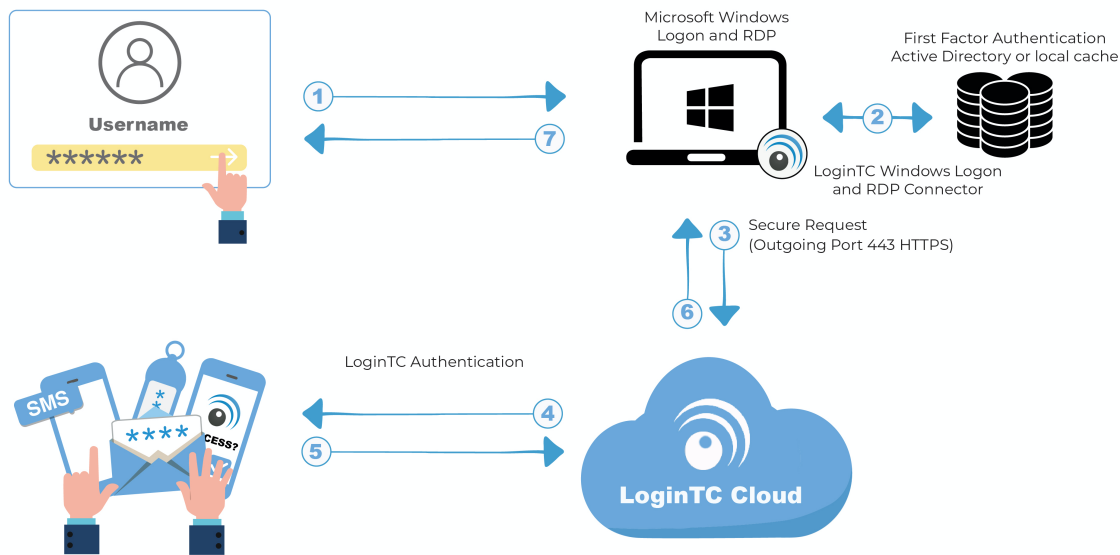 Microsoft Windows
Logon and RDP
First Factor Authentication
Active Directory or local cache
Username
******
1
7
2
LoginTC Windows Logon
and RDP Connector
3
Secure Request
(Outgoing Port 443 HTTPS)
6
LoginTC Authentication
SMS
**
****
CESS?
4
5
LoginTC Cloud